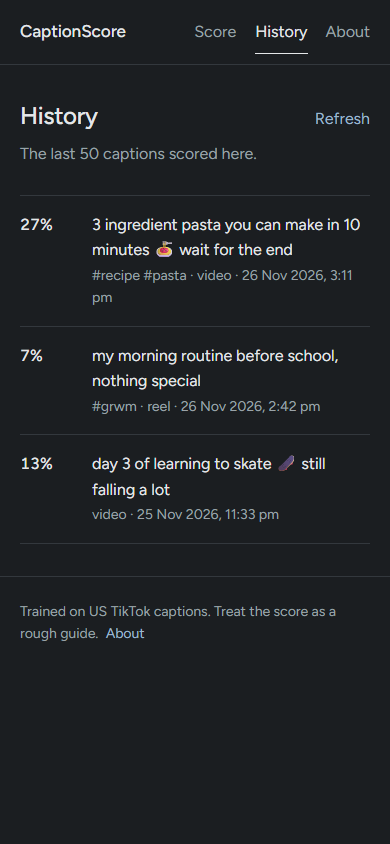 CaptionScore Score History About
History Refresh
The last 50 captions scored here.
27% 3 ingredient pasta you can make in 10
minutes 🍝 wait for the end
#recipe #pasta · video · 26 Nov 2026, 3:11
pm
7% my morning routine before school,
nothing special
#grwm · reel · 26 Nov 2026, 2:42 pm
13% day 3 of learning to skate 🛹 still
falling a lot
video · 25 Nov 2026, 11:33 pm
Trained on US TikTok captions. Treat the score as a
rough guide. About